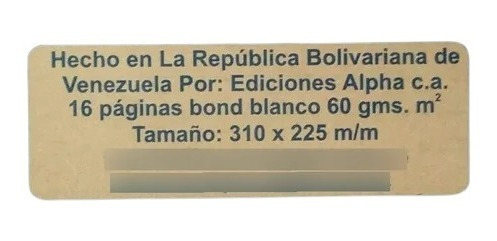 Hecho en La República Bolivariana de
Venezuela Por: Ediciones Alpha c.a.
16 páginas bond blanco 60 gms. m²
Tamaño: 310 x 225 m/m